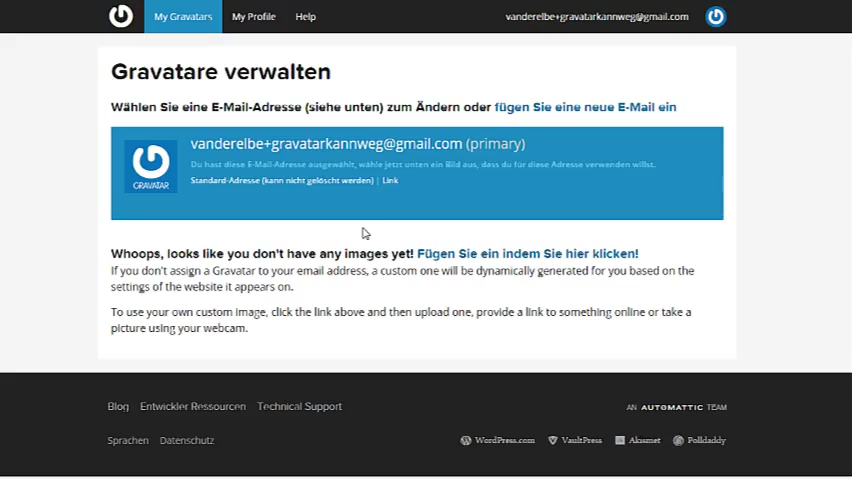 My Gravatars My Profile Help vanderelbe+gravatarkannweg@gmail.com
Gravatare verwalten
Wählen Sie eine E-Mail-Adresse (siehe unten) zum Ändern oder fügen Sie eine neue E-Mail ein
vanderelbe+gravatarkannweg@gmail.com (primary)
Du hast diese E-Mail-Adresse ausgewählt, wähle jetzt unten ein Bild aus, dass du für diese Adresse verwenden willst.
GRAVATAR
Standard-Adresse (kann nicht gelöscht werden) | Link
Whoops, looks like you don't have any images yet! Fügen Sie ein indem Sie hier klicken!
If you don't assign a Gravatar to your email address, a custom one will be dynamically generated for you based on the
settings of the website it appears on.
To use your own custom image, click the link above and then upload one, provide a link to something online or take a
picture using your webcam.
Blog Entwickler Ressourcen Technical Support AN AUTOMATTIC TEAM
Sprachen Datenschutz WordPress.com VaultPress Akismet Polldaddy